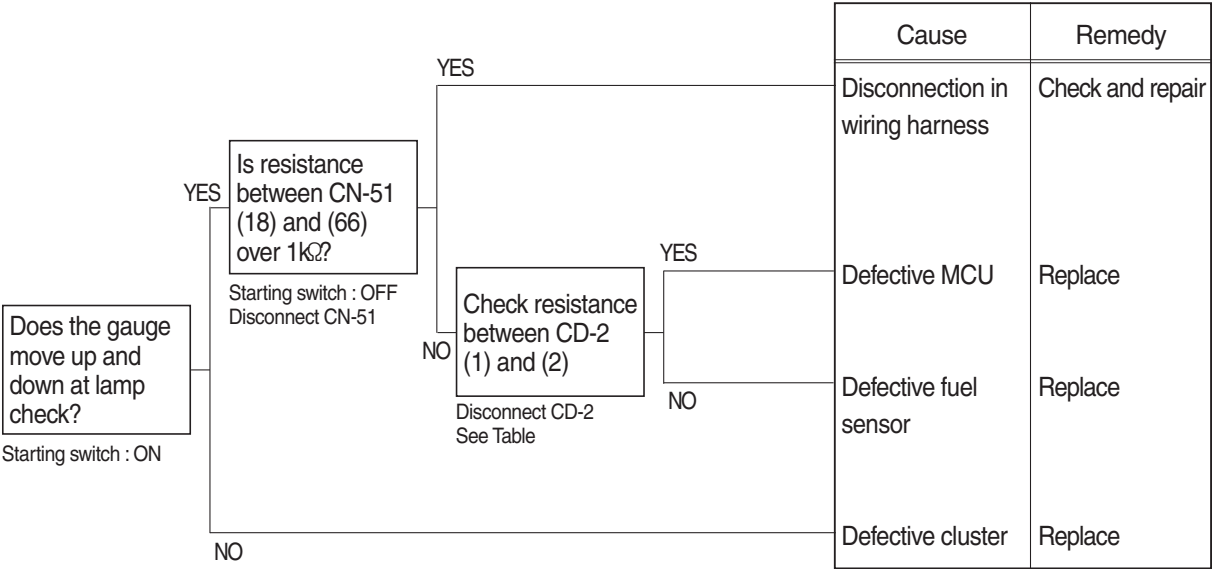 Cause
Remedy
YES
Disconnection in
wiring harness
Check and repair
Is resistance
between CN-51
(18) and (66)
over 1kΩ?
YES
Starting switch : OFF
Disconnect CN-51
YES
Defective MCU
Replace
Check resistance
between CD-2
(1) and (2)
NO
Disconnect CD-2
See Table
NO
Defective fuel
sensor
Replace
Does the gauge
move up and
down at lamp
check?
Starting switch : ON
NO
Defective cluster
Replace